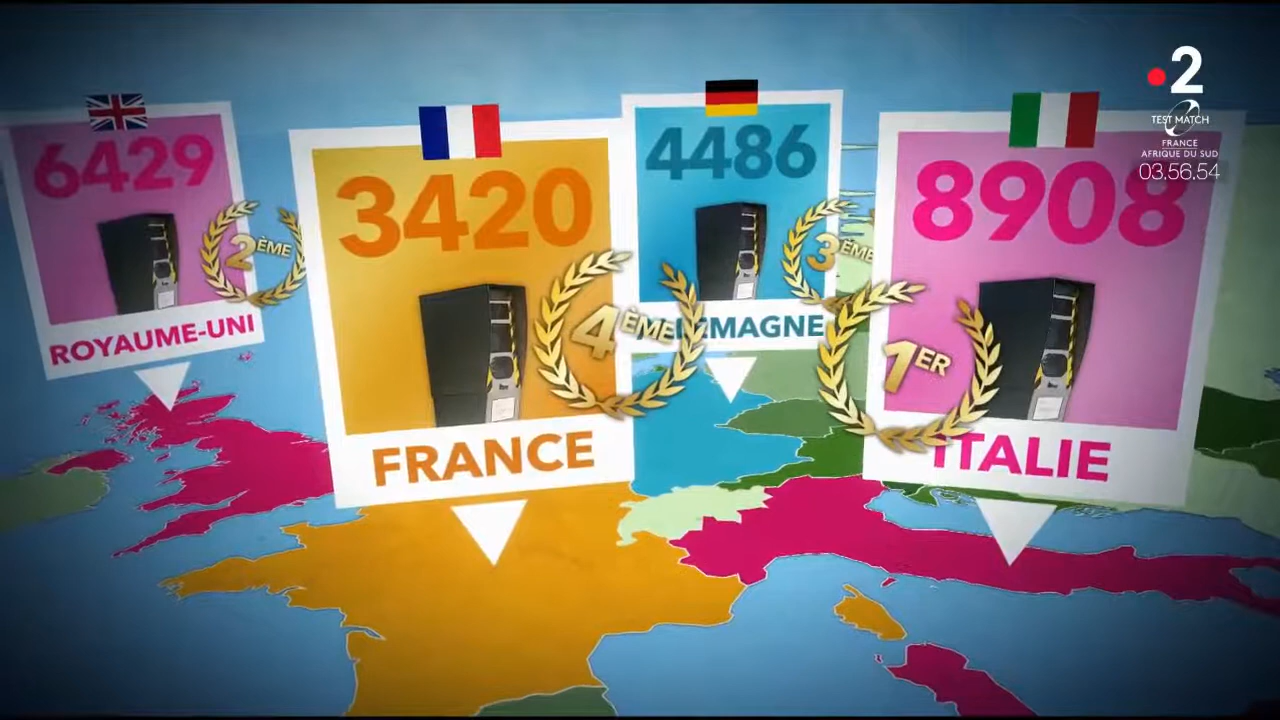 6429
2ÈME
ROYAUME-UNI
3420
4ÈME
FRANCE
4486
3ÈME
EMAGNE
8908
1ER
ITALIE
2
TEST MATCH
FRANCE
AFRIQUE DU SUD
03.56.54